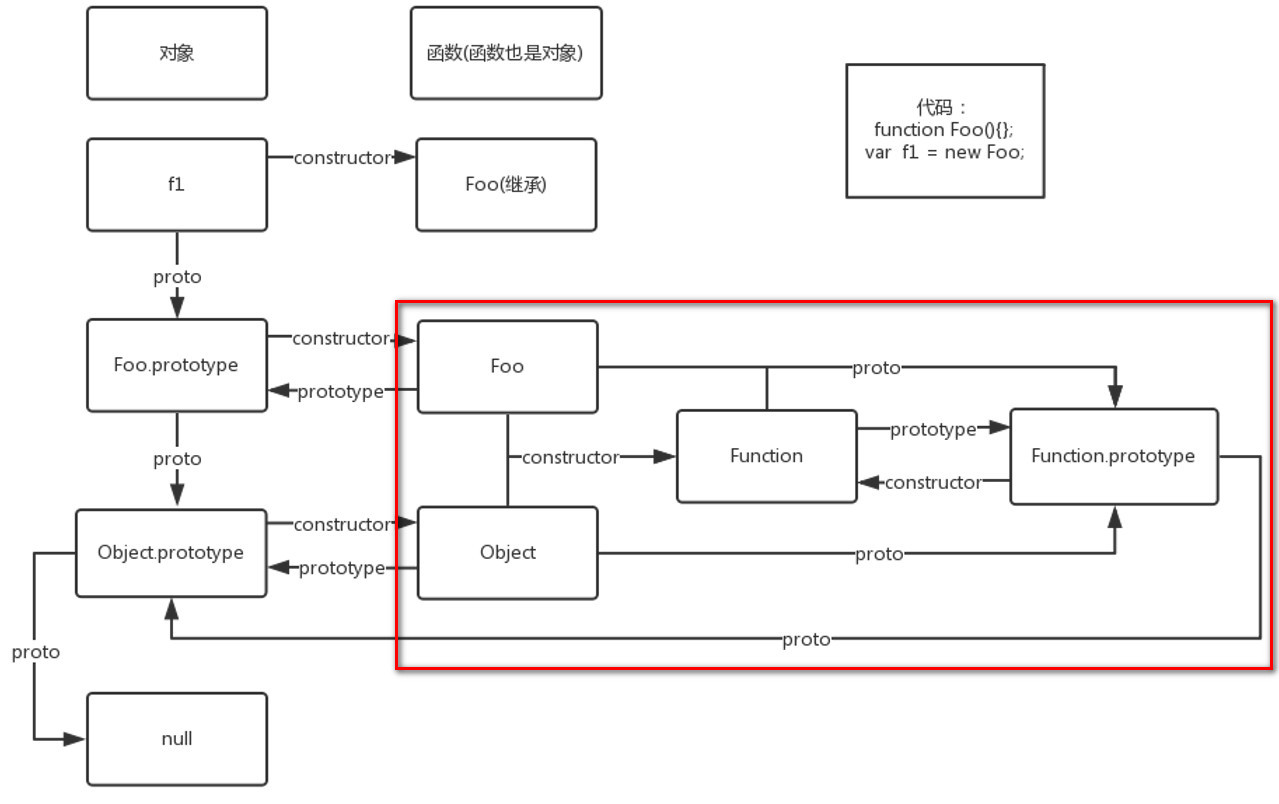 对象
函数(函数也是对象)
代码：
function Foo(){};
var f1 = new Foo;
f1
constructor
Foo(继承)
proto
Foo.prototype
constructor
prototype
Foo
proto
proto
constructor
Function
prototype
constructor
Function.prototype
Object.prototype
constructor
prototype
Object
proto
proto
proto
null